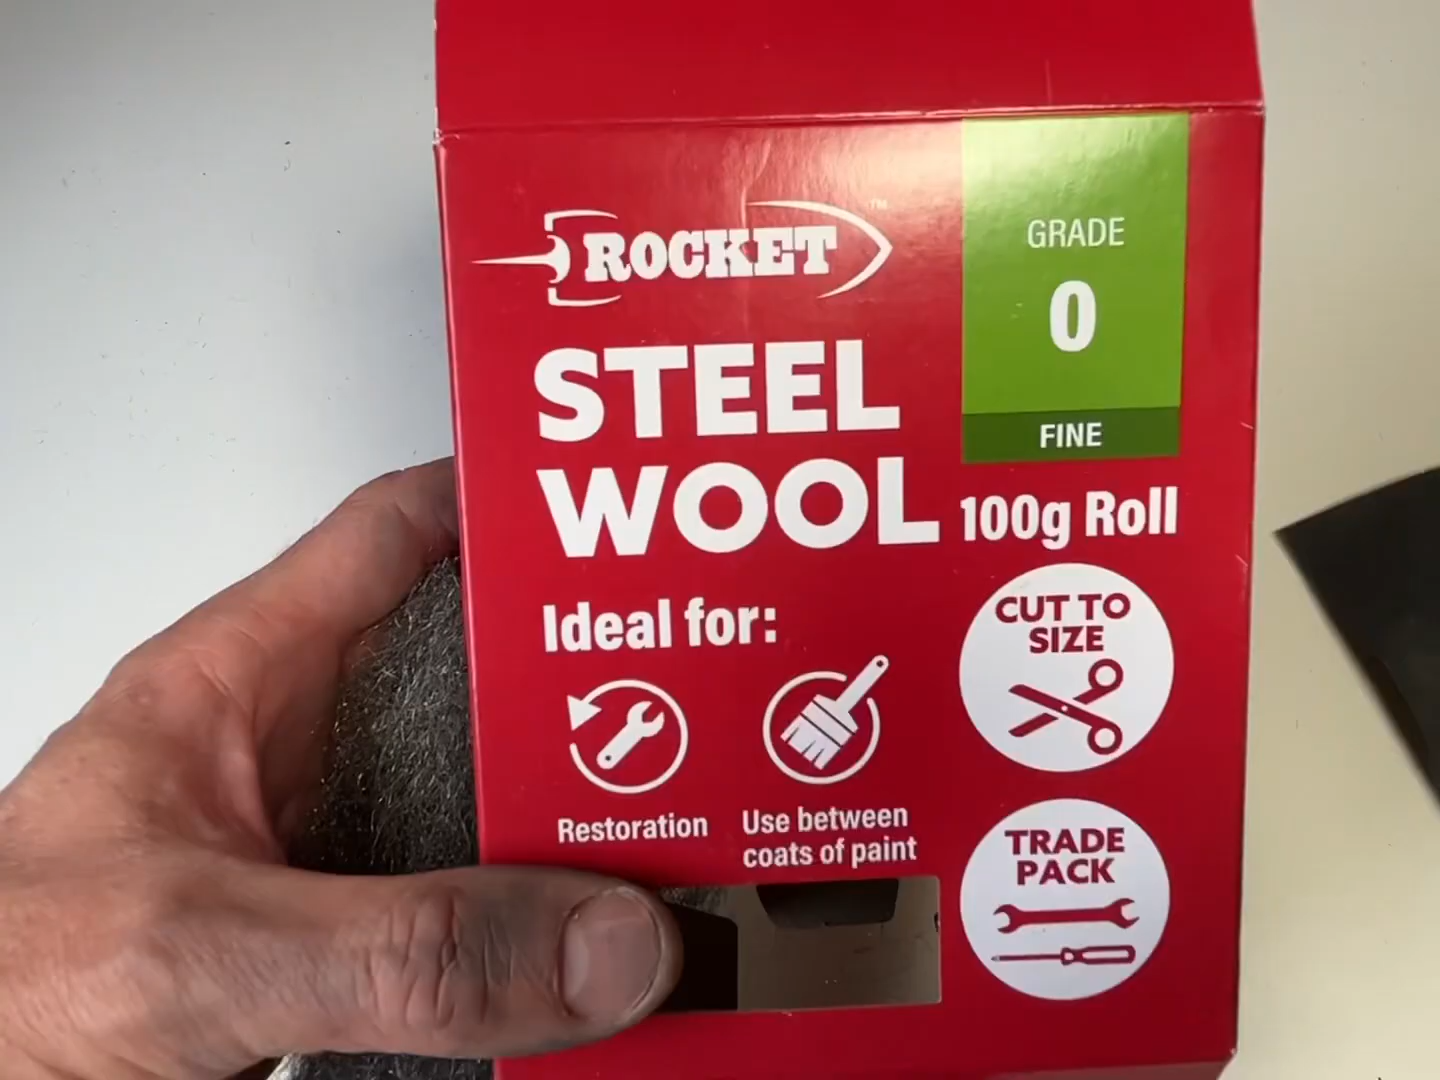 ROCKET™
GRADE
0
FINE
STEEL
WOOL
100g Roll
Ideal for:
CUT TO
SIZE
Restoration
Use between
coats of paint
TRADE
PACK